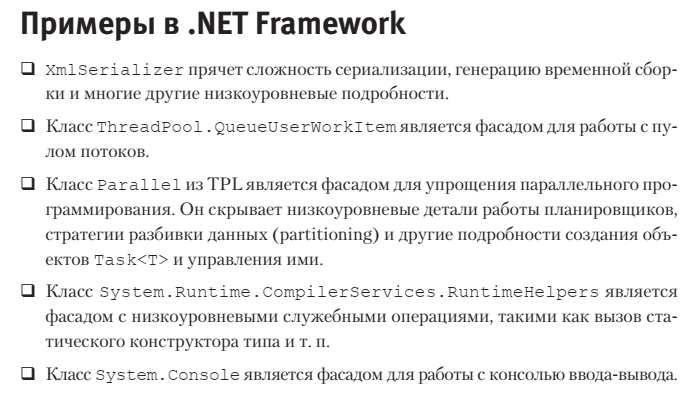 Примеры в .NET Framework
❑ XmlSerializer прячет сложность сериализации, генерацию временной сбор-
ки и многие другие низкоуровневые подробности.
❑ Класс ThreadPool.QueueUserWorkItem является фасадом для работы с пу-
лом потоков.
❑ Класс Parallel из TPL является фасадом для упрощения параллельного про-
граммирования. Он скрывает низкоуровневые детали работы планировщиков,
стратегии разбивки данных (partitioning) и другие подробности создания объ-
ектов Task<T> и управления ими.
❑ Класс System.Runtime.CompilerServices.RuntimeHelpers является
фасадом с низкоуровневыми служебными операциями, такими как вызов ста-
тического конструктора типа и т. п.
❑ Класс System.Console является фасадом для работы с консолью ввода-вывода.